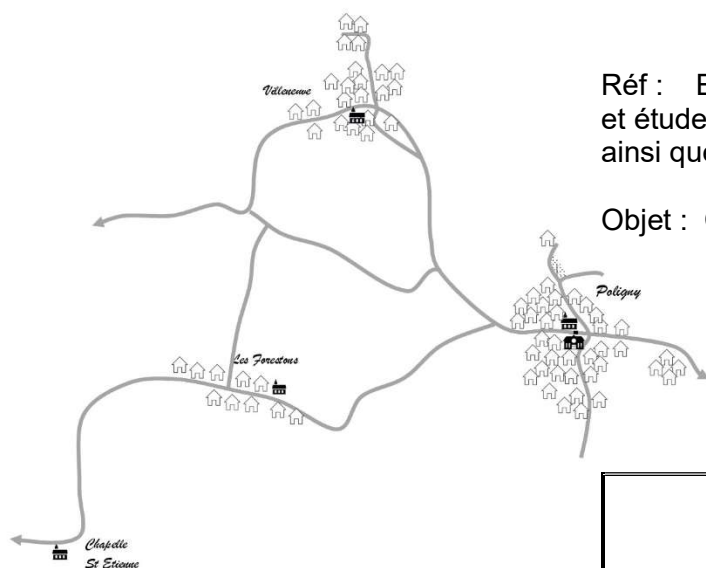 Villeneuve
Réf :
et étude
ainsi que
Objet :
Poligny
Les Forestons
Chapelle
St Etienne